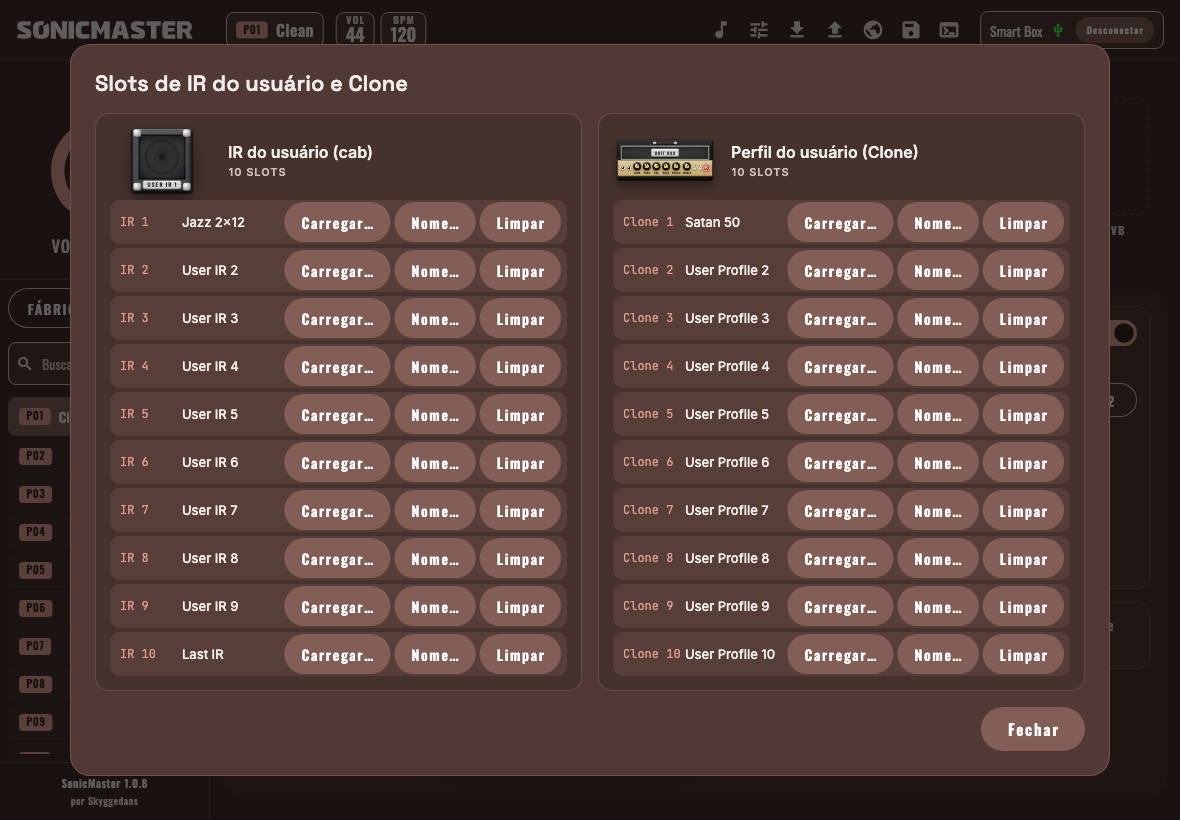 SONICMASTER
P01 Clean
VOL 44
BPM 120
Smart Box
Desconectar
Slots de IR do usuário e Clone
USER IR 1
IR do usuário (cab)
10 SLOTS
IR 1 Jazz 2×12 Carregar… Nome… Limpar
IR 2 User IR 2 Carregar… Nome… Limpar
IR 3 User IR 3 Carregar… Nome… Limpar
IR 4 User IR 4 Carregar… Nome… Limpar
IR 5 User IR 5 Carregar… Nome… Limpar
IR 6 User IR 6 Carregar… Nome… Limpar
IR 7 User IR 7 Carregar… Nome… Limpar
IR 8 User IR 8 Carregar… Nome… Limpar
IR 9 User IR 9 Carregar… Nome… Limpar
IR 10 Last IR Carregar… Nome… Limpar
Perfil do usuário (Clone)
10 SLOTS
Clone 1 Satan 50 Carregar… Nome… Limpar
Clone 2 User Profile 2 Carregar… Nome… Limpar
Clone 3 User Profile 3 Carregar… Nome… Limpar
Clone 4 User Profile 4 Carregar… Nome… Limpar
Clone 5 User Profile 5 Carregar… Nome… Limpar
Clone 6 User Profile 6 Carregar… Nome… Limpar
Clone 7 User Profile 7 Carregar… Nome… Limpar
Clone 8 User Profile 8 Carregar… Nome… Limpar
Clone 9 User Profile 9 Carregar… Nome… Limpar
Clone 10 User Profile 10 Carregar… Nome… Limpar
Fechar
VO
FÁBRI
Busca
P01 Cl
P02
P03
P04
P05
P06
P07
P08
P09
VB
2
e
SonicMaster 1.0.8
por Skyggedans